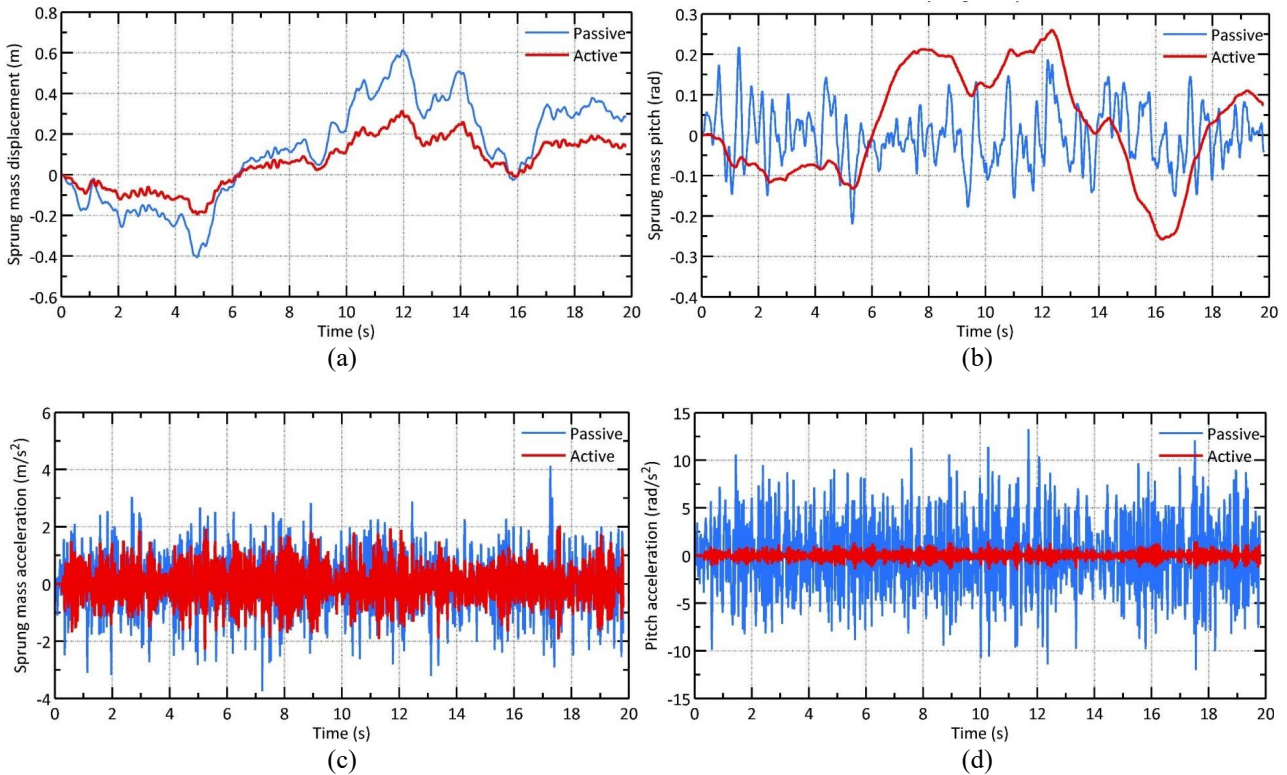 0.8
0.6
0.4
0.2
0
-0.2
-0.4
-0.6
Sprung mass displacement (m)
Passive
Active
0 2 4 6 8 10 12 14 16 18 20
Time (s)
(a)
0.3
0.2
0.1
0
-0.1
-0.2
-0.3
-0.4
Sprung mass pitch (rad)
Passive
Active
0 2 4 6 8 10 12 14 16 18 20
Time (s)
(b)
6
4
2
0
-2
-4
Sprung mass acceleration (m/s²)
Passive
Active
0 2 4 6 8 10 12 14 16 18 20
Time (s)
(c)
15
10
5
0
-5
-10
-15
Pitch acceleration (rad/s²)
Passive
Active
0 2 4 6 8 10 12 14 16 18 20
Time (s)
(d)